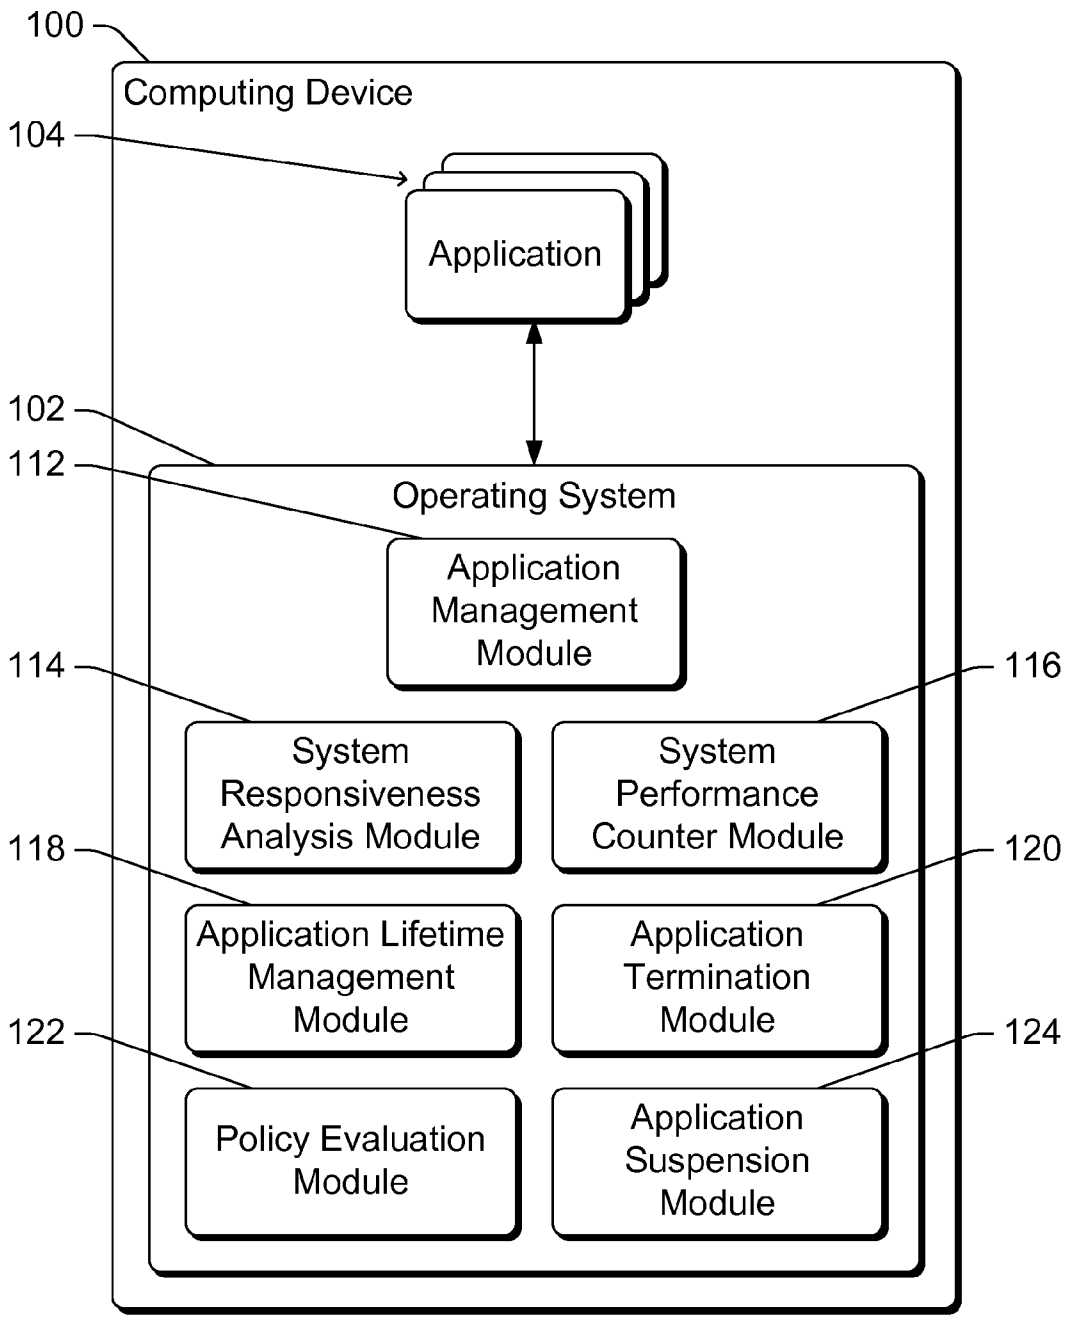 100
Computing Device
104
Application
102
112
Operating System
Application
Management
Module
114
116
System
Responsiveness
Analysis Module
System
Performance
Counter Module
118
120
Application Lifetime
Management
Module
Application
Termination
Module
122
124
Policy Evaluation
Module
Application
Suspension
Module